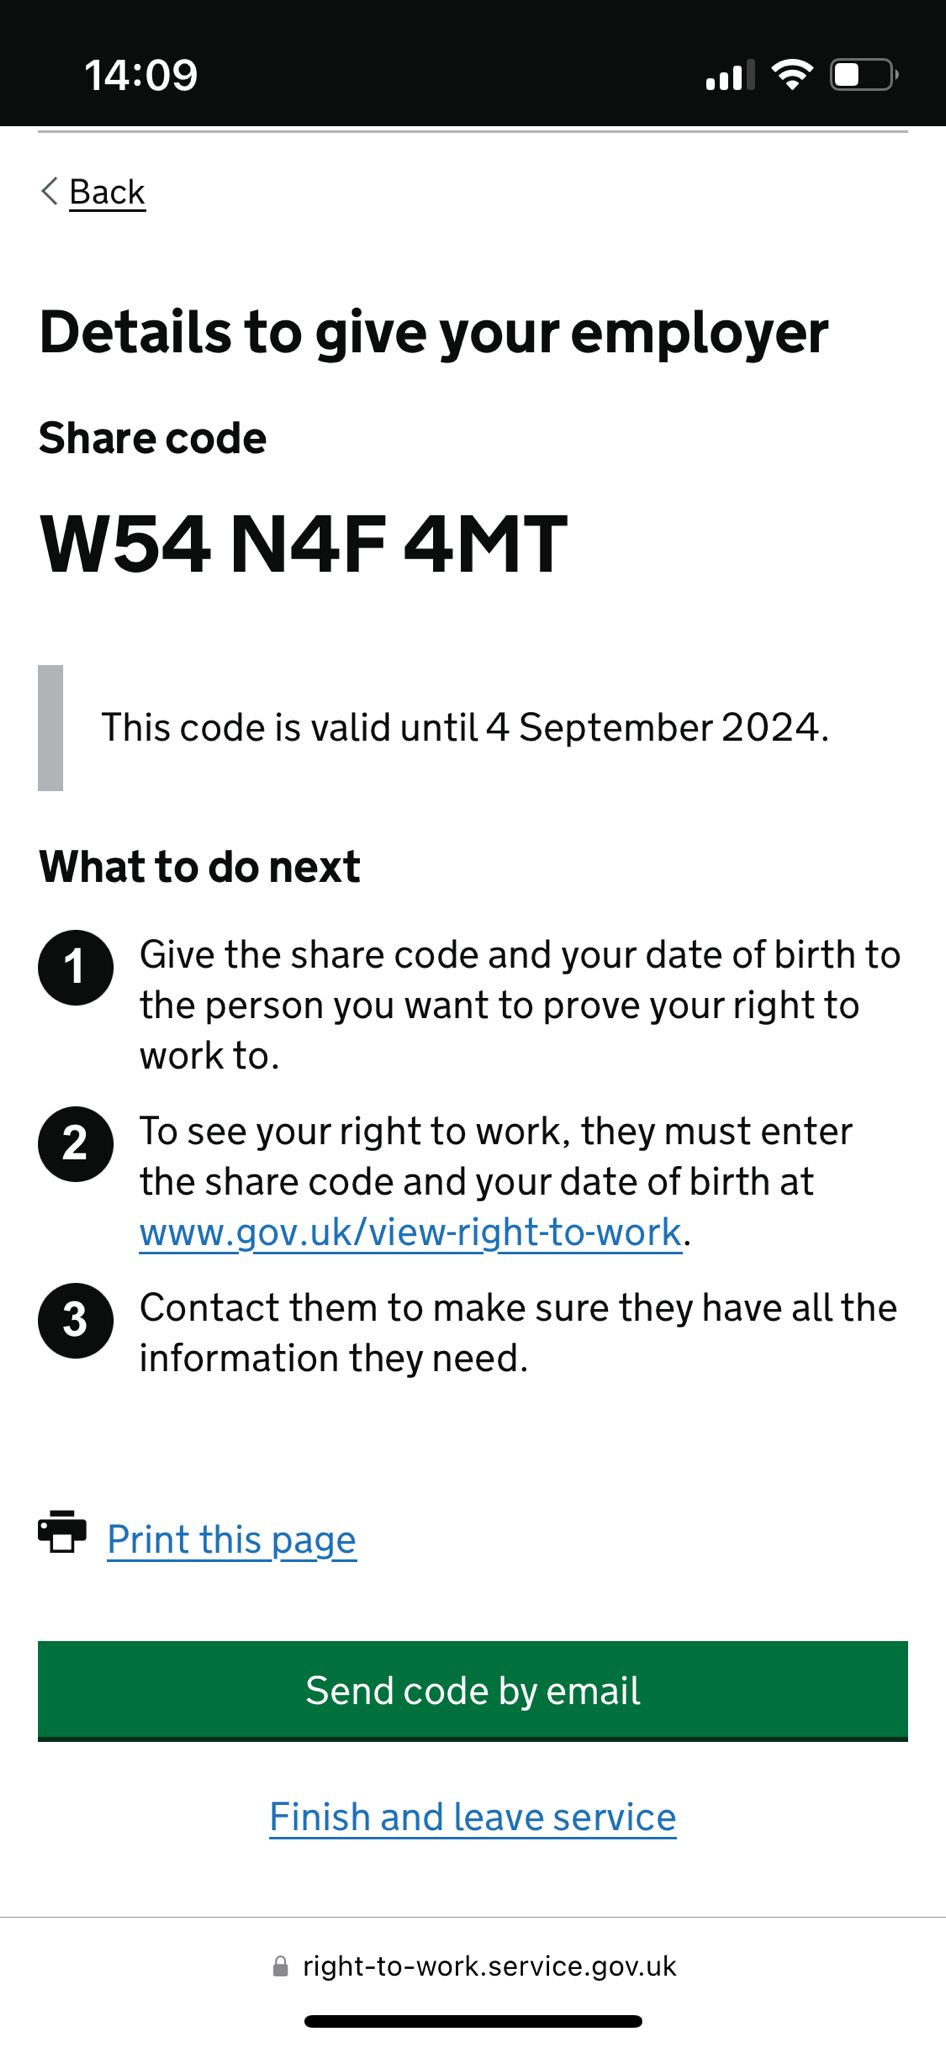 14:09
Back
Details to give your employer
Share code
W54 N4F 4MT
This code is valid until 4 September 2024.
What to do next
1 Give the share code and your date of birth to
the person you want to prove your right to
work to.
2 To see your right to work, they must enter
the share code and your date of birth at
www.gov.uk/view-right-to-work.
3 Contact them to make sure they have all the
information they need.
Print this page
Send code by email
Finish and leave service
right-to-work.service.gov.uk